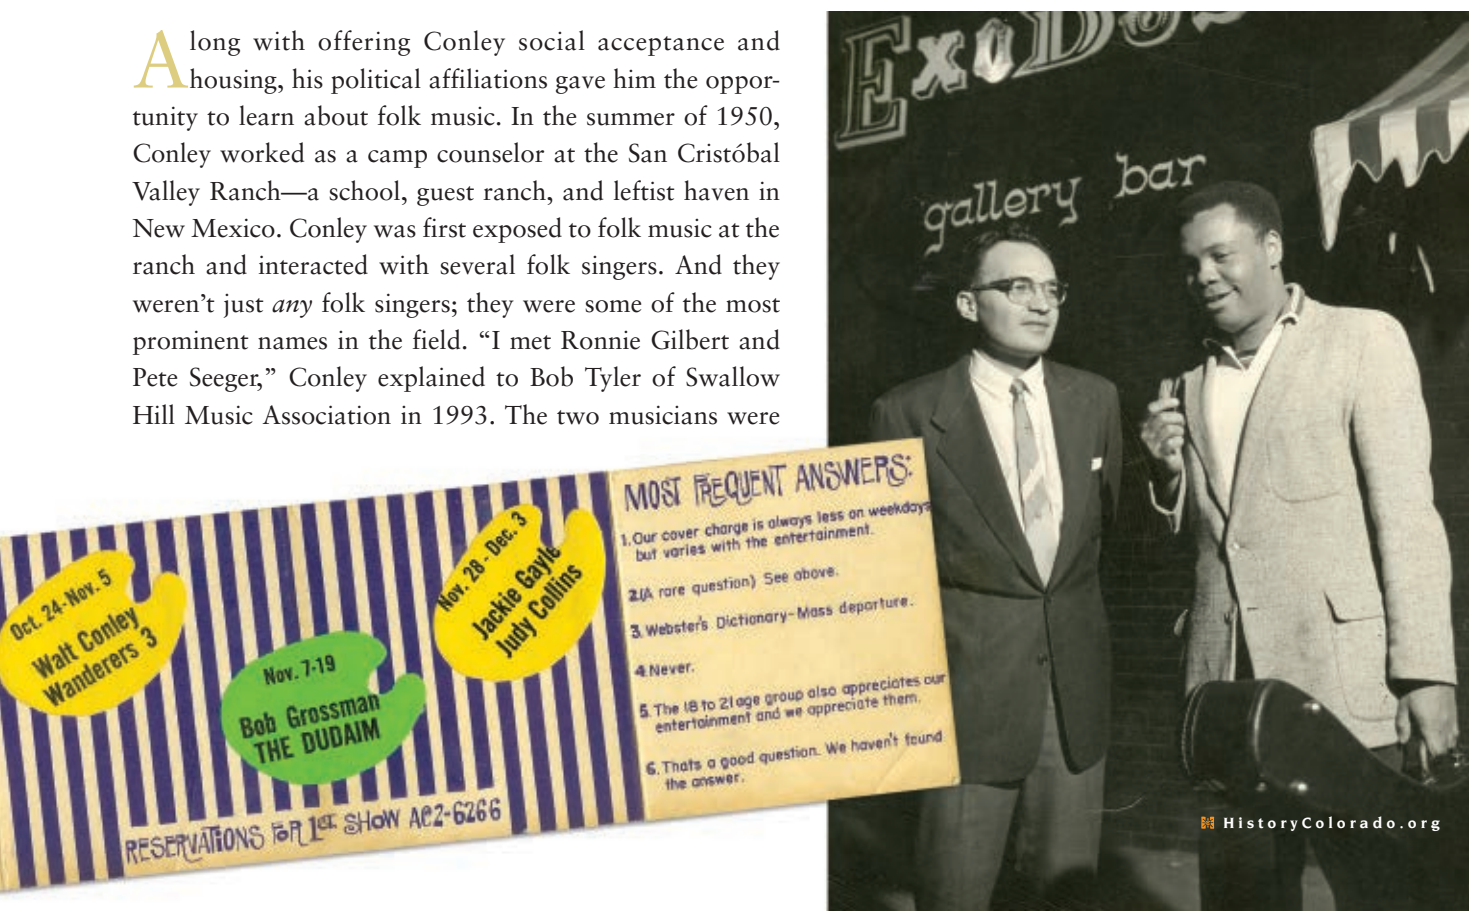 Along with offering Conley social acceptance and
housing, his political affiliations gave him the oppor-
tunity to learn about folk music. In the summer of 1950,
Conley worked as a camp counselor at the San Cristóbal
Valley Ranch—a school, guest ranch, and leftist haven in
New Mexico. Conley was first exposed to folk music at the
ranch and interacted with several folk singers. And they
weren’t just any folk singers; they were some of the most
prominent names in the field. “I met Ronnie Gilbert and
Pete Seeger,” Conley explained to Bob Tyler of Swallow
Hill Music Association in 1993. The two musicians were
EXODUS
gallery bar
Oct. 24-Nov. 5
Walt Conley
Wanderers 3
Nov. 7-19
Bob Grossman
THE DUDAIM
Nov. 28 - Dec. 3
Jackie Gayle
Judy Collins
RESERVATIONS FOR 1ST. SHOW AC2-6266
MOST FREQUENT ANSWERS:
1. Our cover charge is always less on weekdays
but varies with the entertainment.
2. (A rare question) See above.
3. Webster's Dictionary-Mass departure.
4. Never.
5. The 18 to 21 age group also appreciates our
entertainment and we appreciate them.
6. Thats a good question. We haven't found
the answer.
HistoryColorado.org